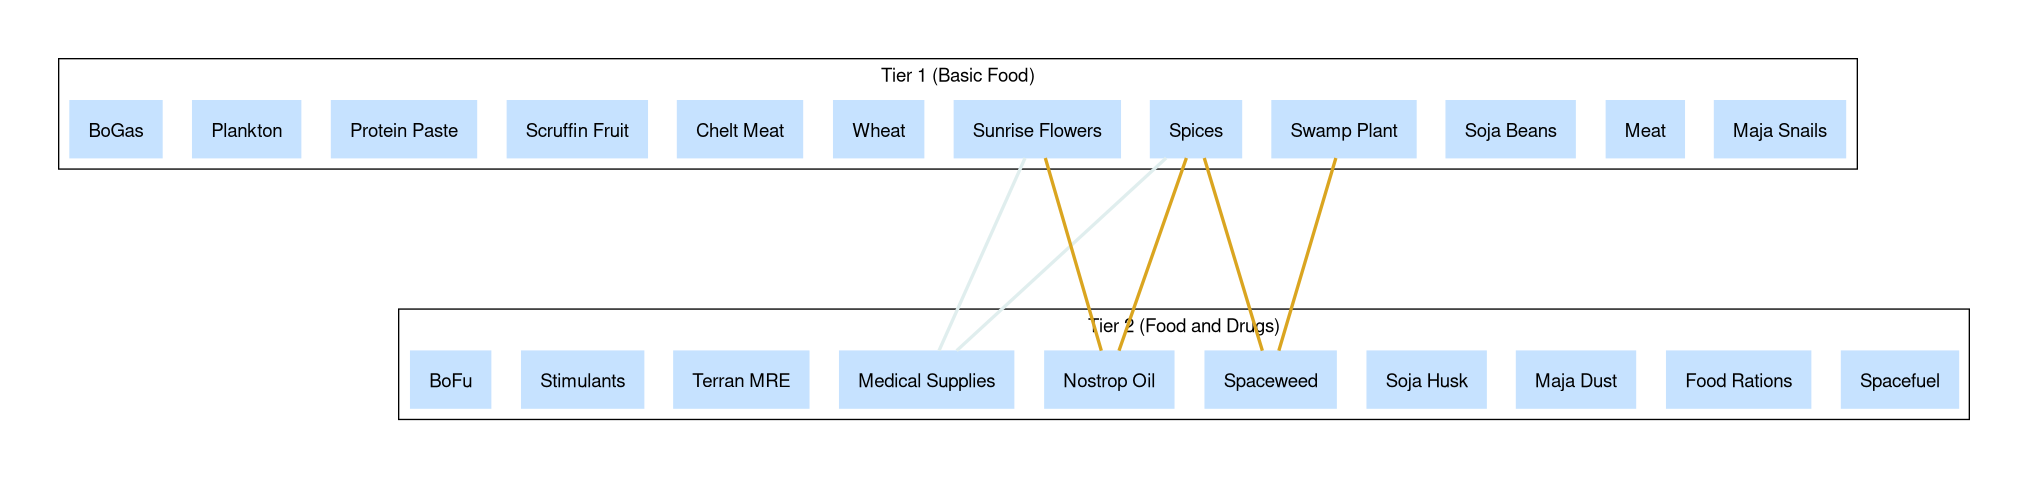 Tier 1 (Basic Food)
BoGas
Plankton
Protein Paste
Scruffin Fruit
Chelt Meat
Wheat
Sunrise Flowers
Spices
Swamp Plant
Soja Beans
Meat
Maja Snails
Tier 2 (Food and Drugs)
BoFu
Stimulants
Terran MRE
Medical Supplies
Nostrop Oil
Spaceweed
Soja Husk
Maja Dust
Food Rations
Spacefuel